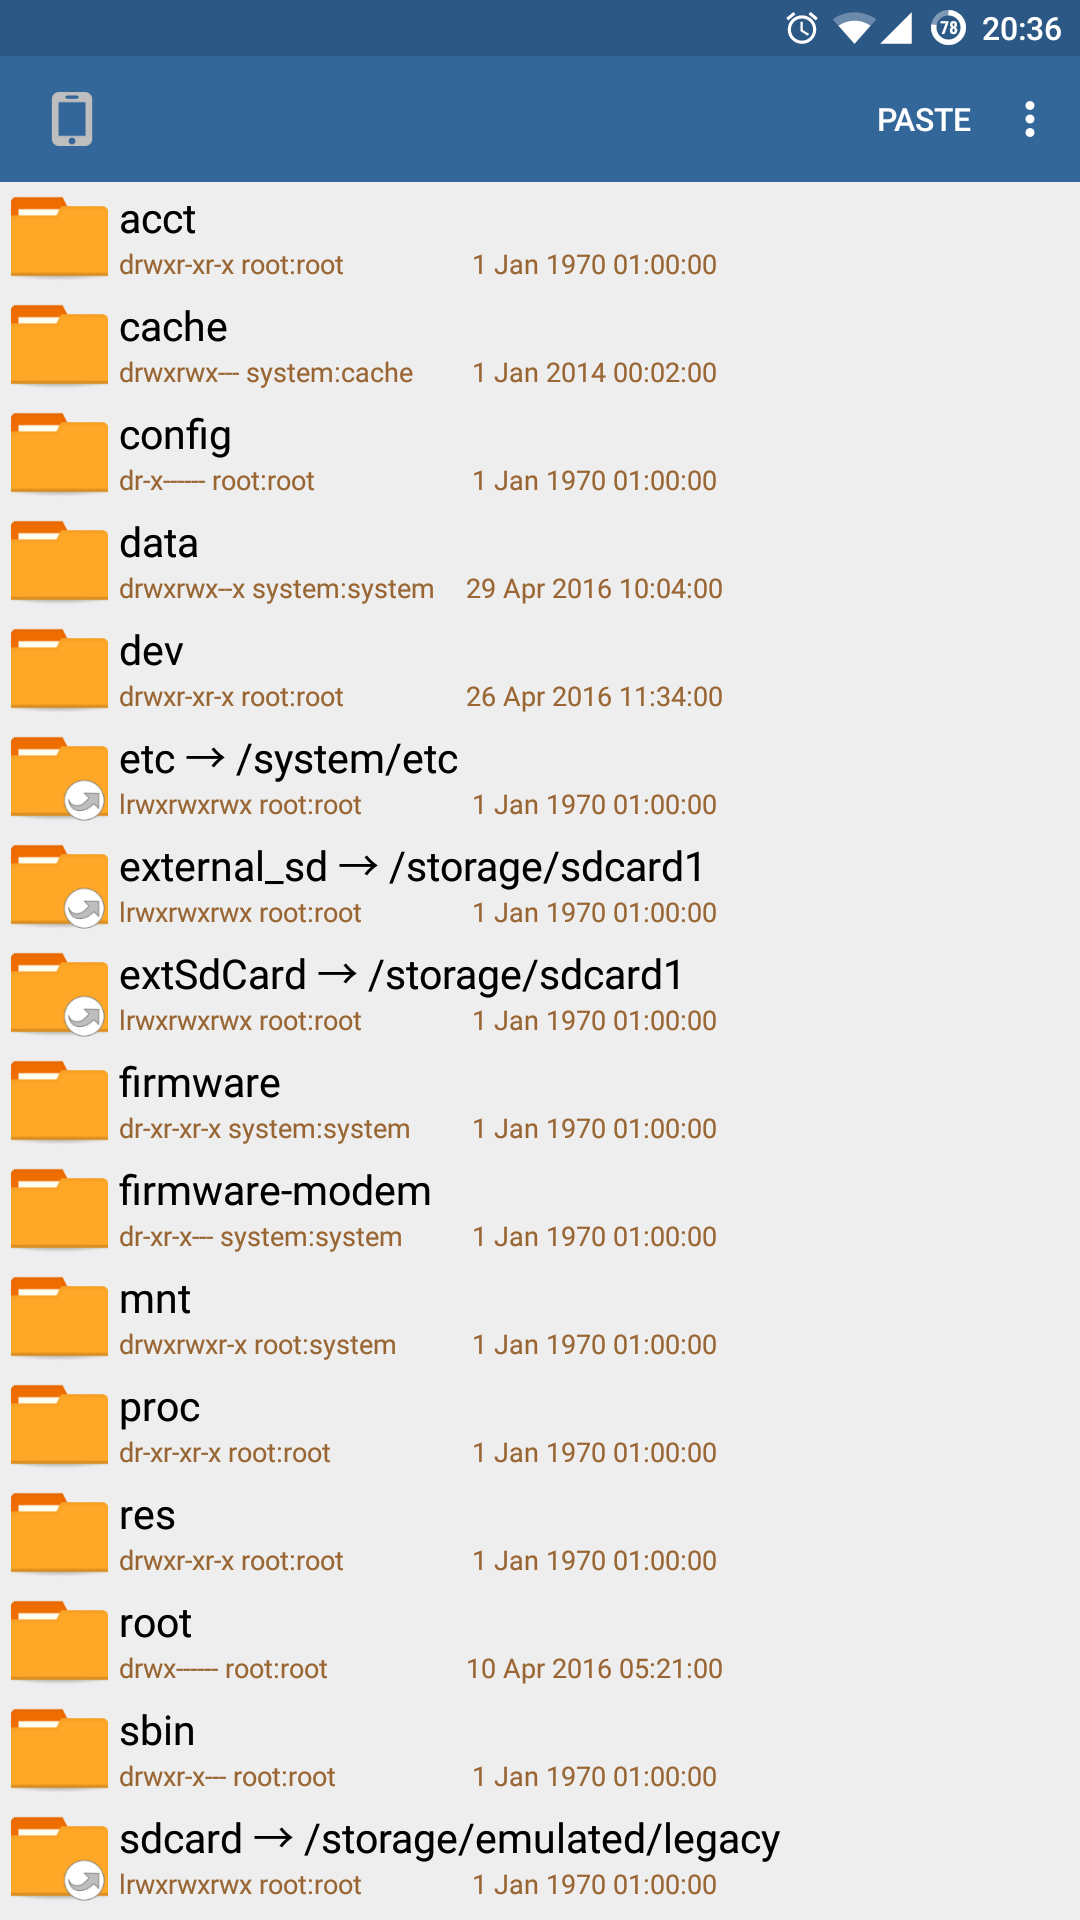 78 20:36
PASTE
acct
drwxr-xr-x root:root 1 Jan 1970 01:00:00
cache
drwxrwx--- system:cache 1 Jan 2014 00:02:00
config
dr-x------ root:root 1 Jan 1970 01:00:00
data
drwxrwx--x system:system 29 Apr 2016 10:04:00
dev
drwxr-xr-x root:root 26 Apr 2016 11:34:00
etc → /system/etc
lrwxrwxrwx root:root 1 Jan 1970 01:00:00
external_sd → /storage/sdcard1
lrwxrwxrwx root:root 1 Jan 1970 01:00:00
extSdCard → /storage/sdcard1
lrwxrwxrwx root:root 1 Jan 1970 01:00:00
firmware
dr-xr-xr-x system:system 1 Jan 1970 01:00:00
firmware-modem
dr-xr-x--- system:system 1 Jan 1970 01:00:00
mnt
drwxrwxr-x root:system 1 Jan 1970 01:00:00
proc
dr-xr-xr-x root:root 1 Jan 1970 01:00:00
res
drwxr-xr-x root:root 1 Jan 1970 01:00:00
root
drwx------ root:root 10 Apr 2016 05:21:00
sbin
drwxr-x--- root:root 1 Jan 1970 01:00:00
sdcard → /storage/emulated/legacy
lrwxrwxrwx root:root 1 Jan 1970 01:00:00